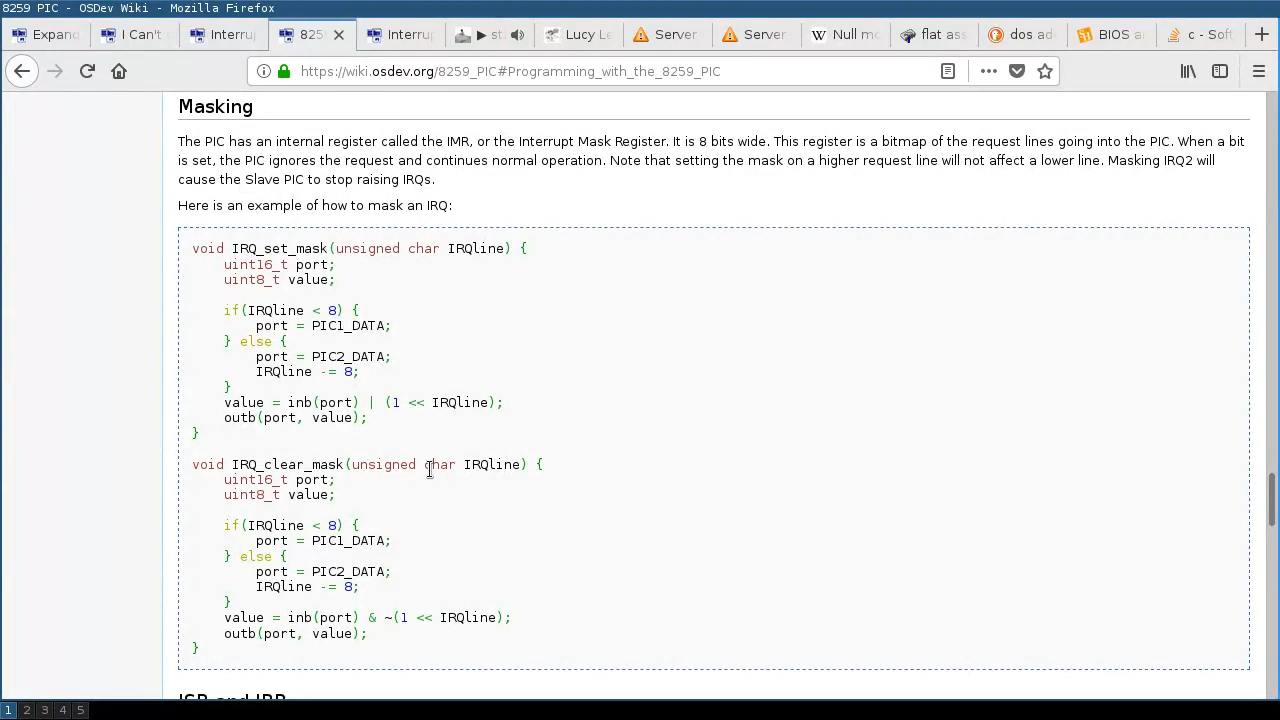 8259 PIC - OSDev Wiki - Mozilla Firefox
Expand
I Can't
Interru
825
Interru
▶ st
Lucy Le
Server
Server
Null mo
flat ass
dos ad
BIOS an
c - Soft
https://wiki.osdev.org/8259_PIC#Programming_with_the_8259_PIC
Masking
The PIC has an internal register called the IMR, or the Interrupt Mask Register. It is 8 bits wide. This register is a bitmap of the request lines going into the PIC. When a bit
is set, the PIC ignores the request and continues normal operation. Note that setting the mask on a higher request line will not affect a lower line. Masking IRQ2 will
cause the Slave PIC to stop raising IRQs.
Here is an example of how to mask an IRQ:
void IRQ_set_mask(unsigned char IRQline) {
    uint16_t port;
    uint8_t value;
    if(IRQline < 8) {
        port = PIC1_DATA;
    } else {
        port = PIC2_DATA;
        IRQline -= 8;
    }
    value = inb(port) | (1 << IRQline);
    outb(port, value);
}
void IRQ_clear_mask(unsigned char IRQline) {
    uint16_t port;
    uint8_t value;
    if(IRQline < 8) {
        port = PIC1_DATA;
    } else {
        port = PIC2_DATA;
        IRQline -= 8;
    }
    value = inb(port) & ~(1 << IRQline);
    outb(port, value);
}
ISR and IRR
1 2 3 4 5